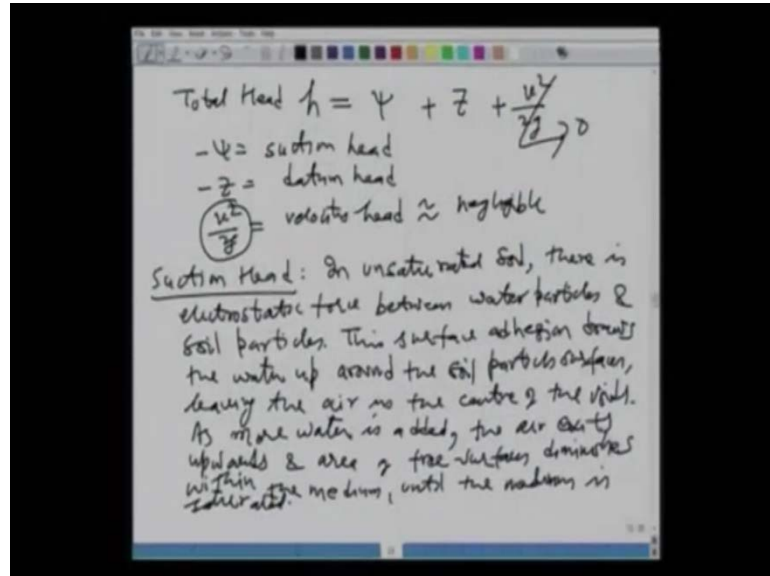 Total Head h = Ψ + Z + u²/2g → 0
- Ψ = suction head
- Z = datum head
u²/2g = velocity head ≈ negligible
Suction Head : In unsaturated soil, there is
electrostatic force between water particles &
soil particles. This surface adhesion draws
the water up around the soil particles surfaces,
leaving the air in the centre of the voids.
As more water is added, the air exits
upwards & area of free surfaces diminishes
within the medium, until the medium is
saturated.